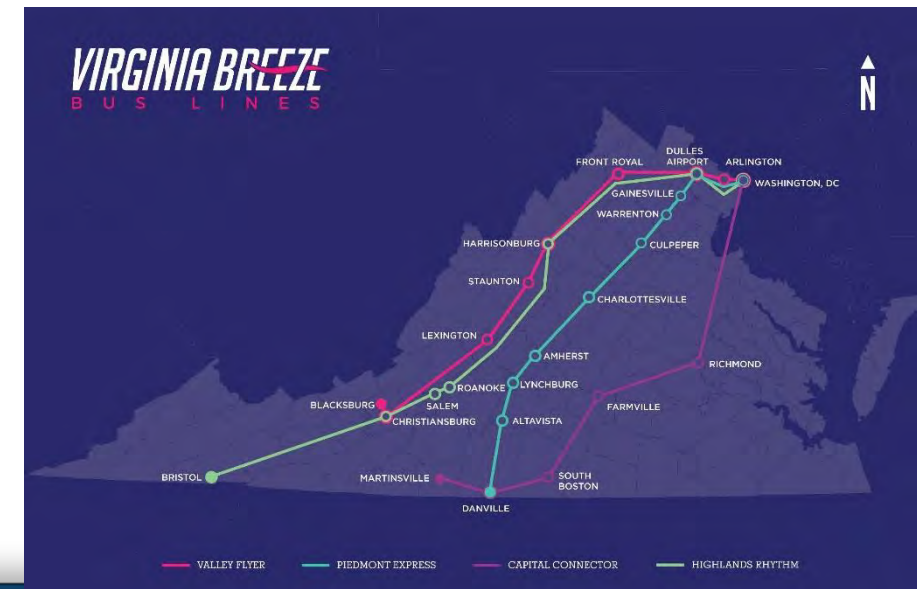 VIRGINIA BREEZE
BUS LINES
N
DULLES
AIRPORT
FRONT ROYAL
ARLINGTON
WASHINGTON, DC
GAINESVILLE
WARRENTON
HARRISONBURG
CULPEPER
STAUNTON
CHARLOTTESVILLE
LEXINGTON
AMHERST
RICHMOND
ROANOKE
LYNCHBURG
SALEM
BLACKSBURG
FARMVILLE
CHRISTIANSBURG
ALTAVISTA
BRISTOL
MARTINSVILLE
SOUTH
BOSTON
DANVILLE
VALLEY FLYER
PIEDMONT EXPRESS
CAPITAL CONNECTOR
HIGHLANDS RHYTHM